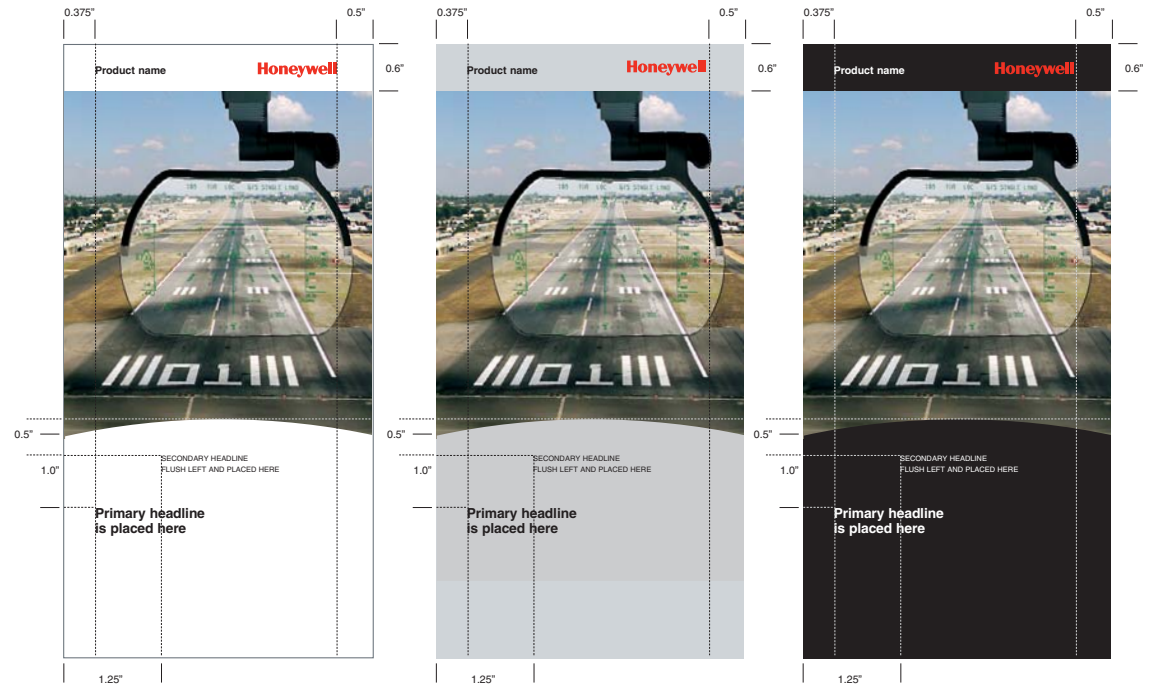 0.375”
0.5”
0.375”
0.5”
0.375”
0.5”
Product name
Honeywell
0.6”
Product name
Honeywell
0.6”
Product name
Honeywell
0.6”
0.5”
0.5”
0.5”
1.0”
SECONDARY HEADLINE
FLUSH LEFT AND PLACED HERE
1.0”
SECONDARY HEADLINE
FLUSH LEFT AND PLACED HERE
1.0”
SECONDARY HEADLINE
FLUSH LEFT AND PLACED HERE
Primary headline
is placed here
Primary headline
is placed here
Primary headline
is placed here
1.25”
1.25”
1.25”